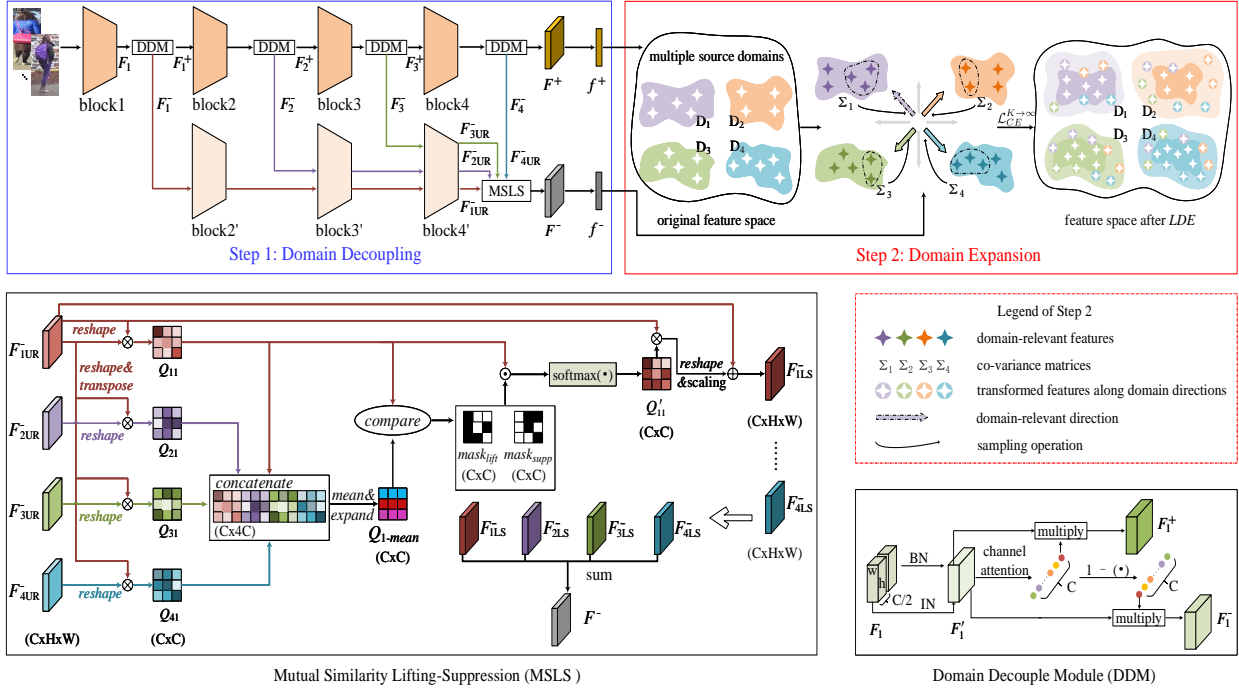 DDM
DDM
DDM
DDM
F₁
F₁⁺
F₂⁺
F₃⁺
F⁺
f⁺
block1
block2
block3
block4
F₁⁻
F₂⁻
F₃⁻
F₄⁻
F₃UR⁻
F₂UR⁻
F₄UR⁻
F₁UR⁻
MSLS
F⁻
f⁻
block2'
block3'
block4'
Step 1: Domain Decoupling
multiple source domains
D₁
D₂
D₃
D₄
original feature space
Σ₁
Σ₂
Σ₃
Σ₄
ℒ_CE^{K→∞}
D₁
D₂
D₃
D₄
feature space after LDE
Step 2: Domain Expansion
F₁UR⁻
reshape
Q₁₁
reshape&
transpose
F₂UR⁻
reshape
Q₂₁
F₃UR⁻
reshape
Q₃₁
F₄UR⁻
reshape
Q₄₁
(CxHxW)
(CxC)
concatenate
(Cx4C)
mean&
expand
Q₁₋mean
(CxC)
compare
mask_lift
mask_supp
(CxC)
(CxC)
softmax(•)
Q′₁₁
(CxC)
reshape
&scaling
F₁LS⁻
(CxHxW)
F₄LS⁻
(CxHxW)
F₁LS⁻
F₂LS⁻
F₃LS⁻
F₄LS⁻
sum
F⁻
Mutual Similarity Lifting-Suppression (MSLS )
Legend of Step 2
domain-relevant features
Σ₁ Σ₂ Σ₃ Σ₄
co-variance matrices
transformed features along domain directions
domain-relevant direction
sampling operation
w
h
C/2
BN
IN
F₁
F₁′
channel
attention
multiply
F₁⁺
C
1 − (•)
C
multiply
F₁⁻
Domain Decouple Module (DDM)